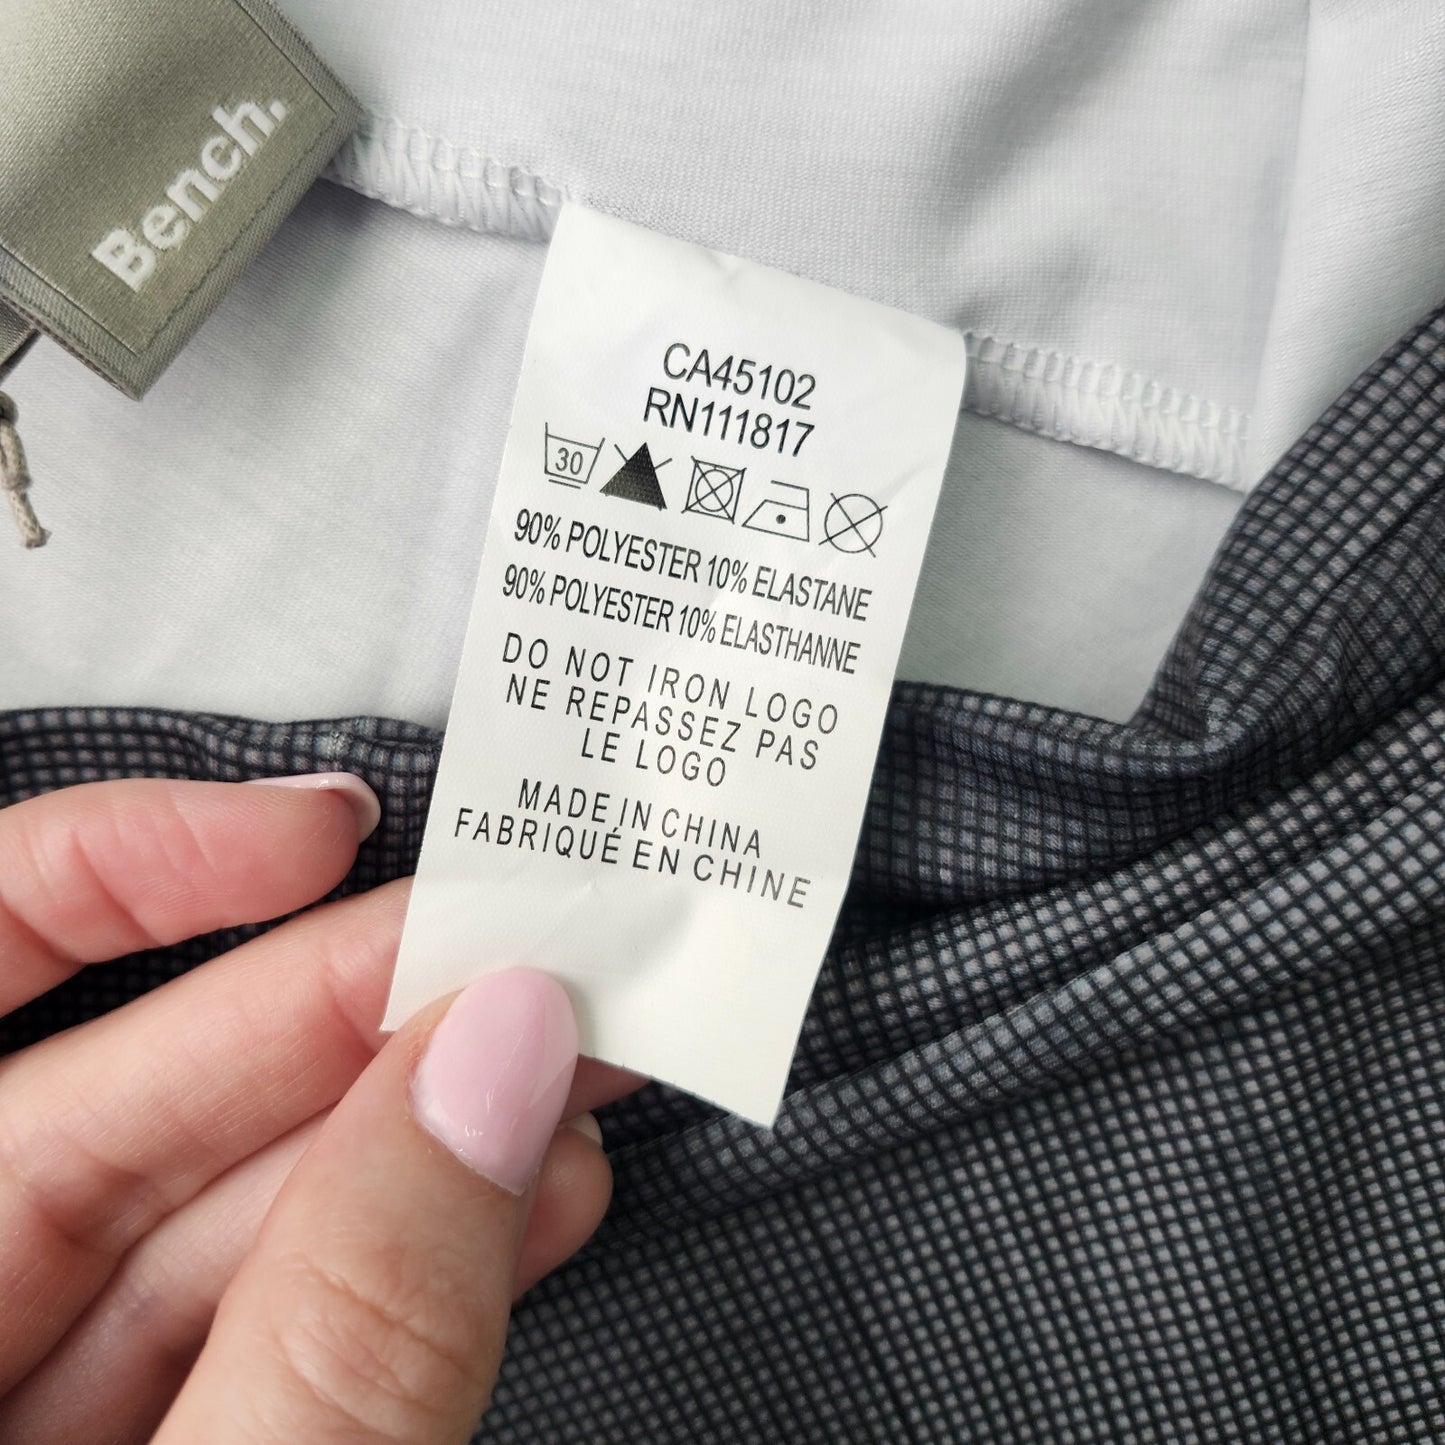 Bench.
CA45102
RN111817
30
90% POLYESTER 10% ELASTANE
90% POLYESTER 10% ELASTHANNE
DO NOT IRON LOGO
NE REPASSEZ PAS
LE LOGO
MADE IN CHINA
FABRIQUÉ EN CHINE